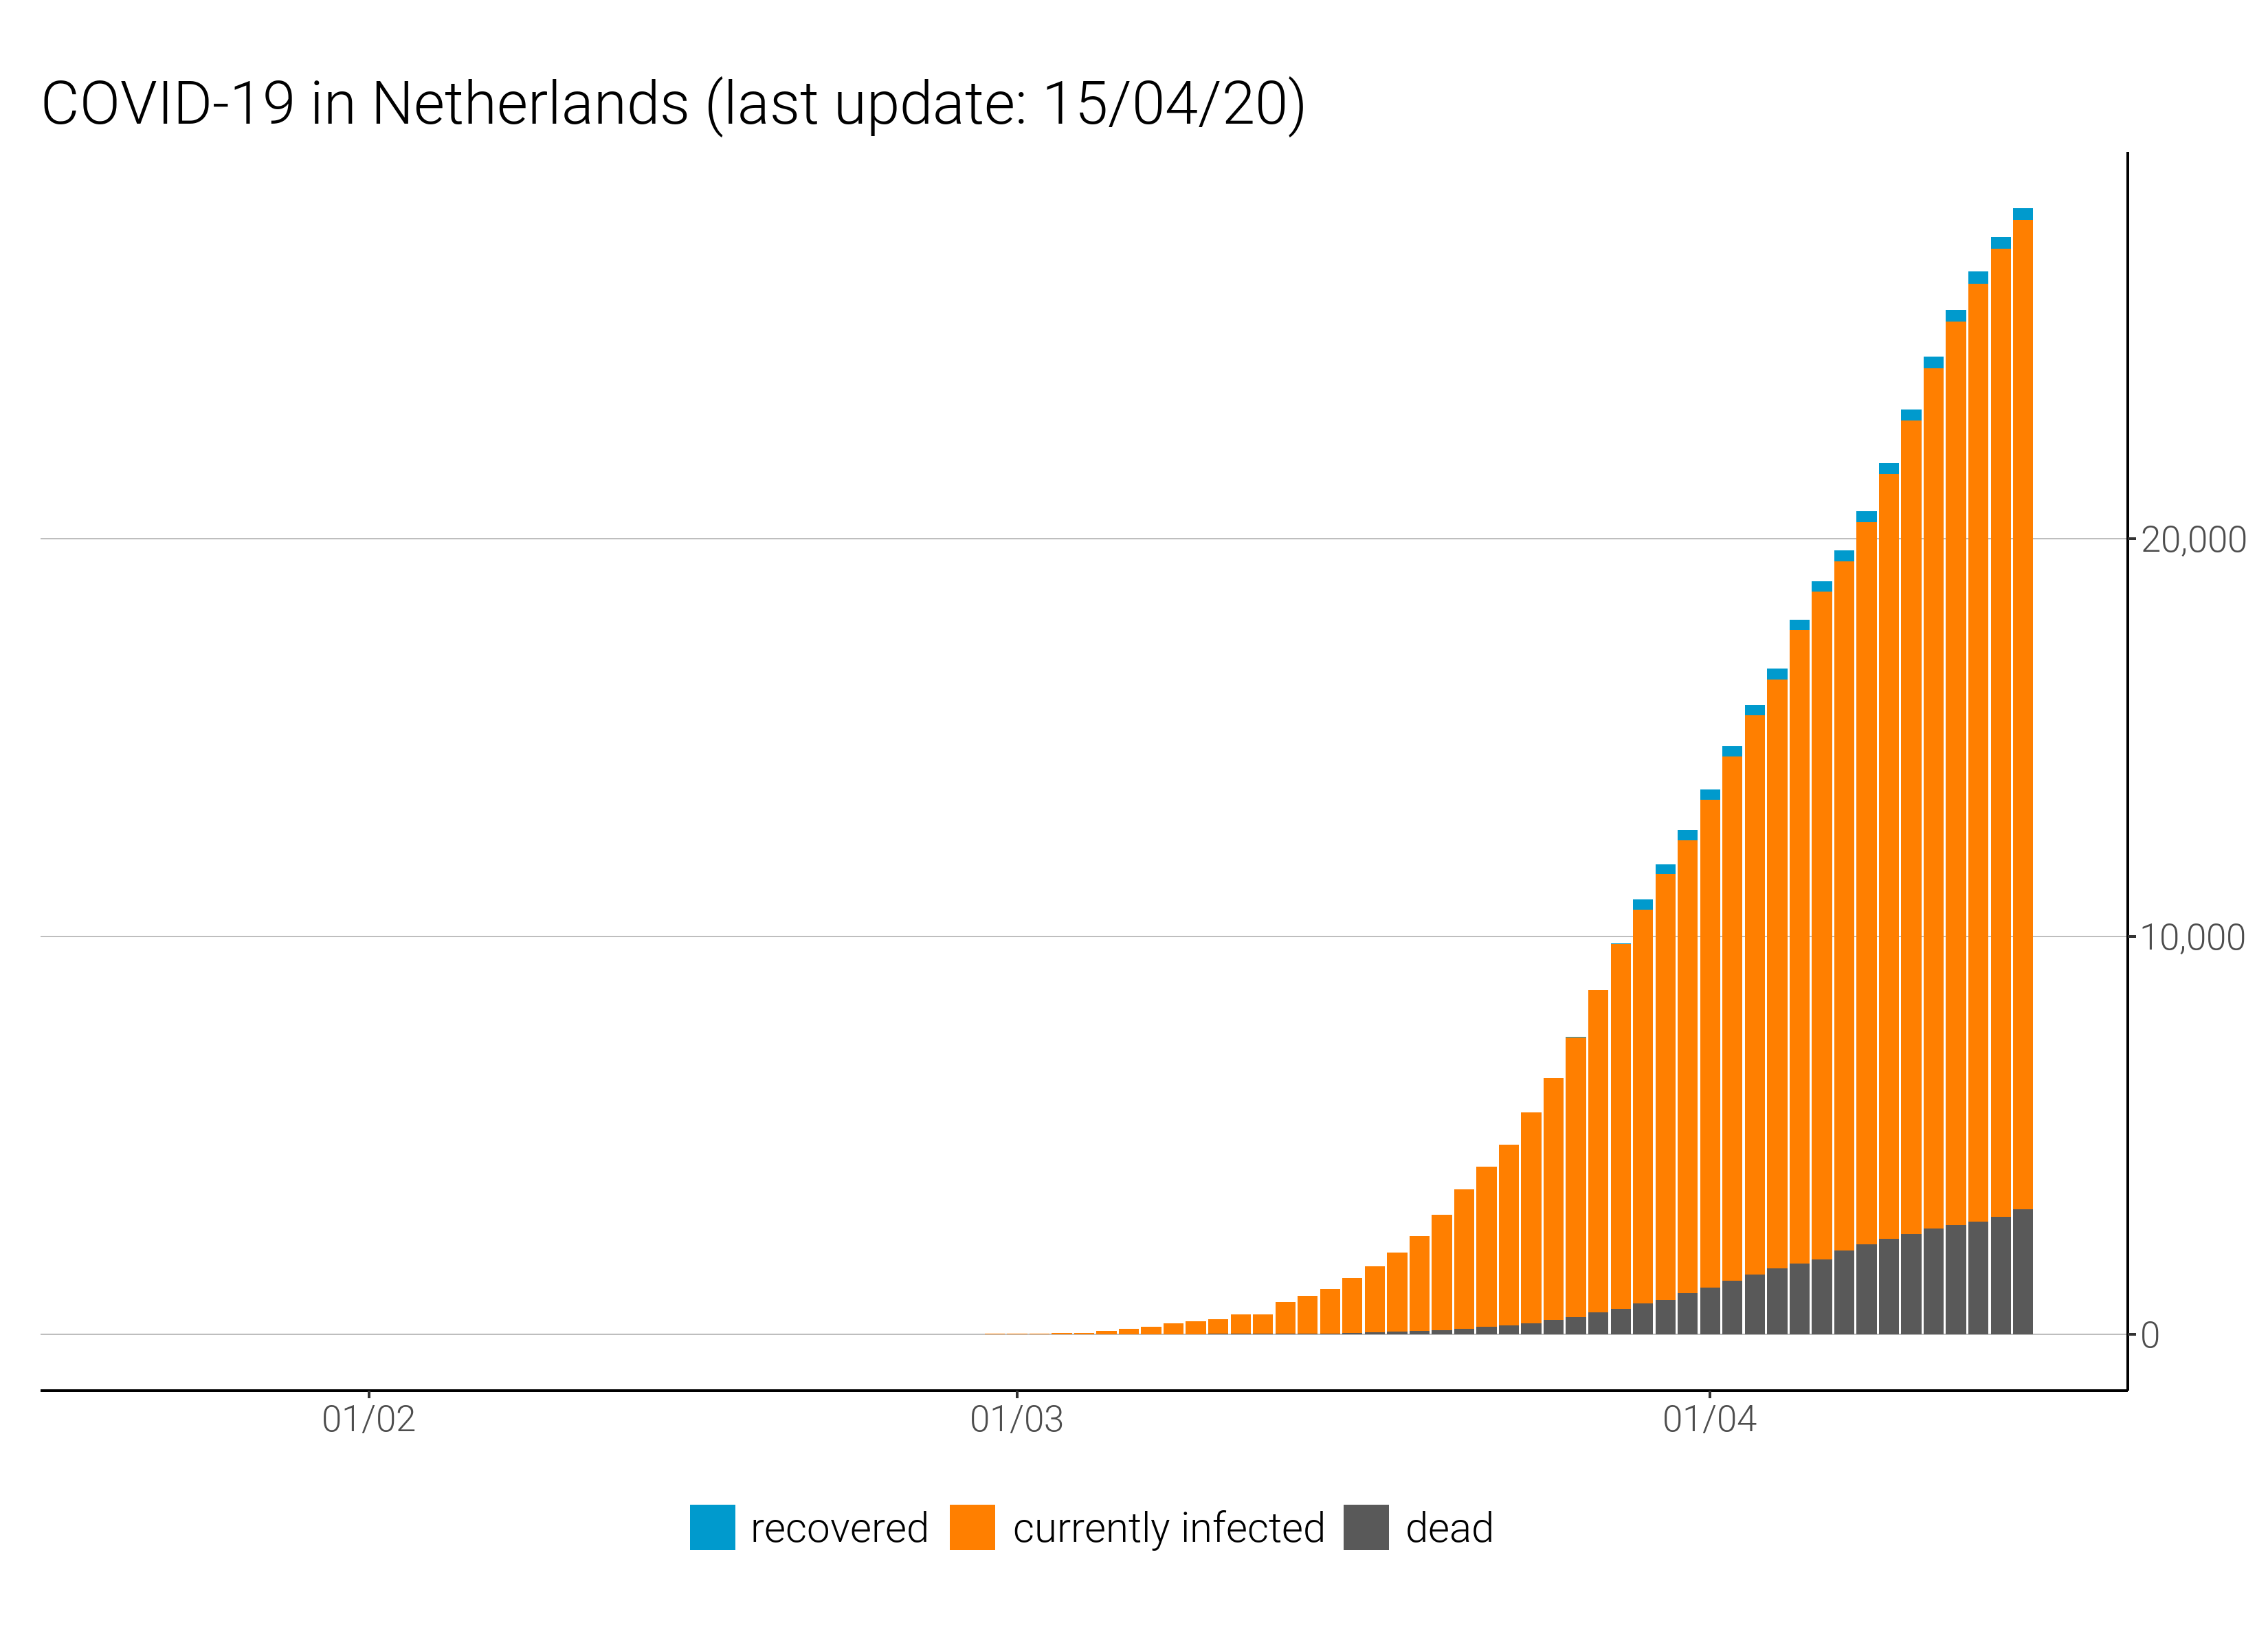 COVID-19 in Netherlands (last update: 15/04/20)
20,000
10,000
0
01/02 01/03 01/04
recovered currently infected dead